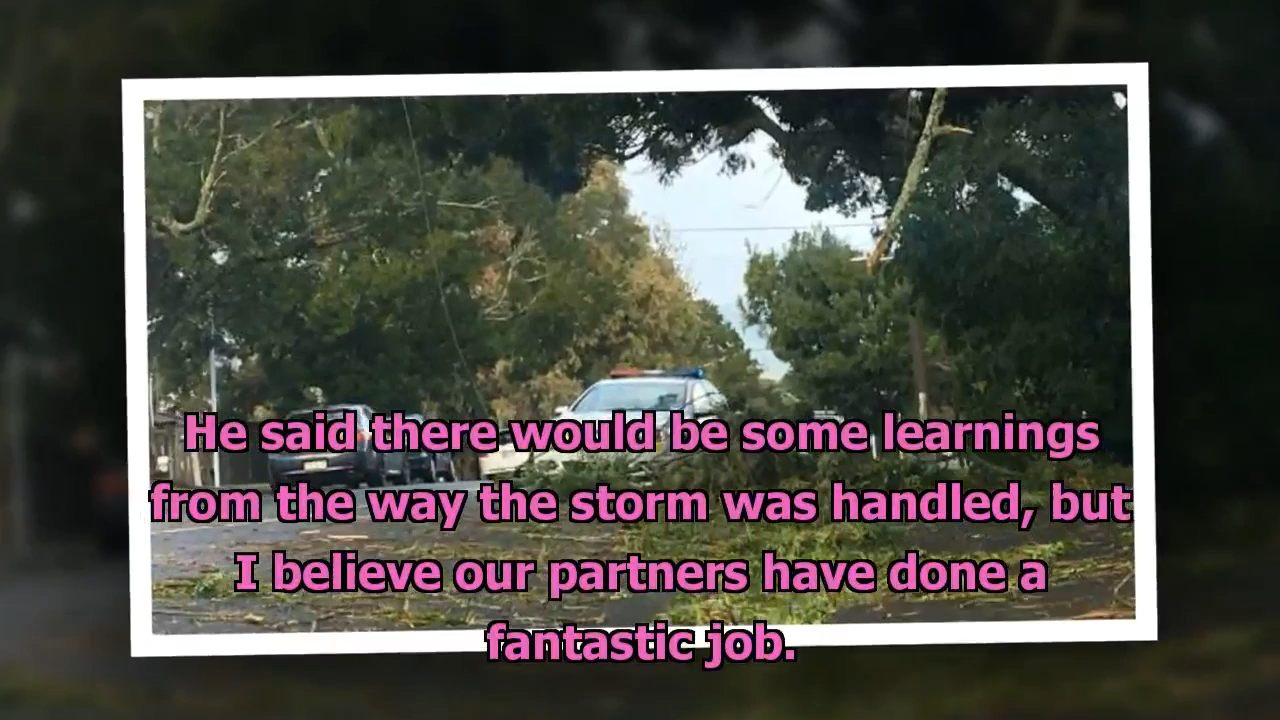 He said there would be some learnings
from the way the storm was handled, but
I believe our partners have done a
fantastic job.